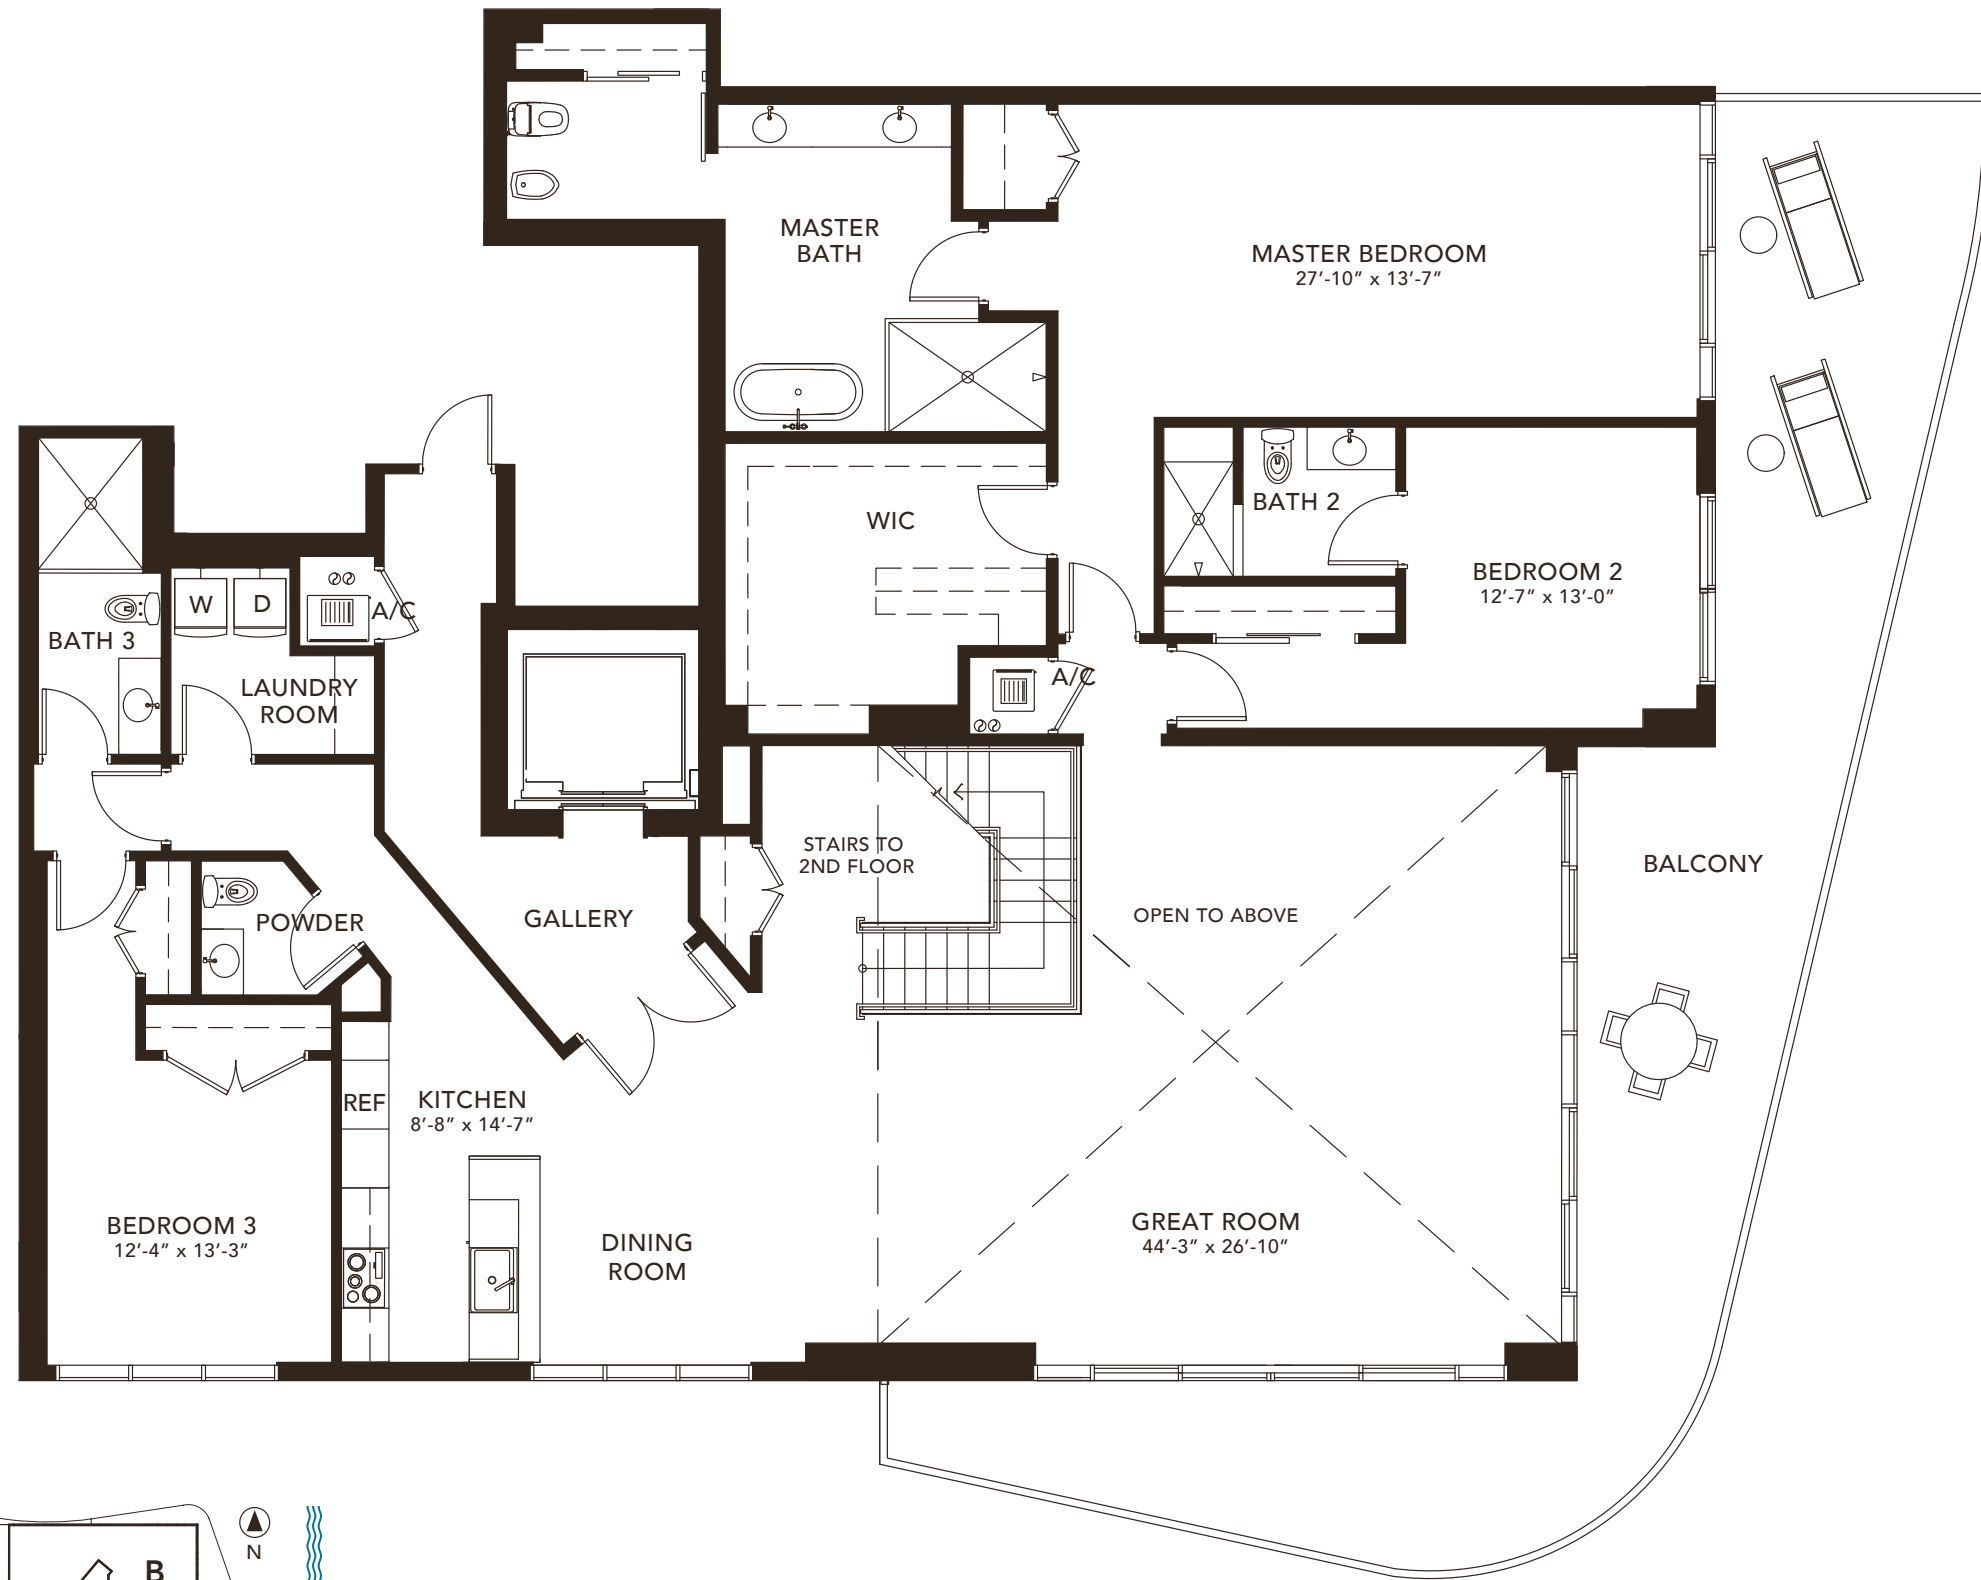 MASTER
BATH
MASTER BEDROOM
27'-10" x 13'-7"
WIC
BATH 2
BEDROOM 2
12'-7" x 13'-0"
W
D
A/C
BATH 3
LAUNDRY
ROOM
A/C
STAIRS TO
2ND FLOOR
BALCONY
POWDER
GALLERY
OPEN TO ABOVE
REF
KITCHEN
8'-8" x 14'-7"
BEDROOM 3
12'-4" x 13'-3"
DINING
ROOM
GREAT ROOM
44'-3" x 26'-10"
N
B